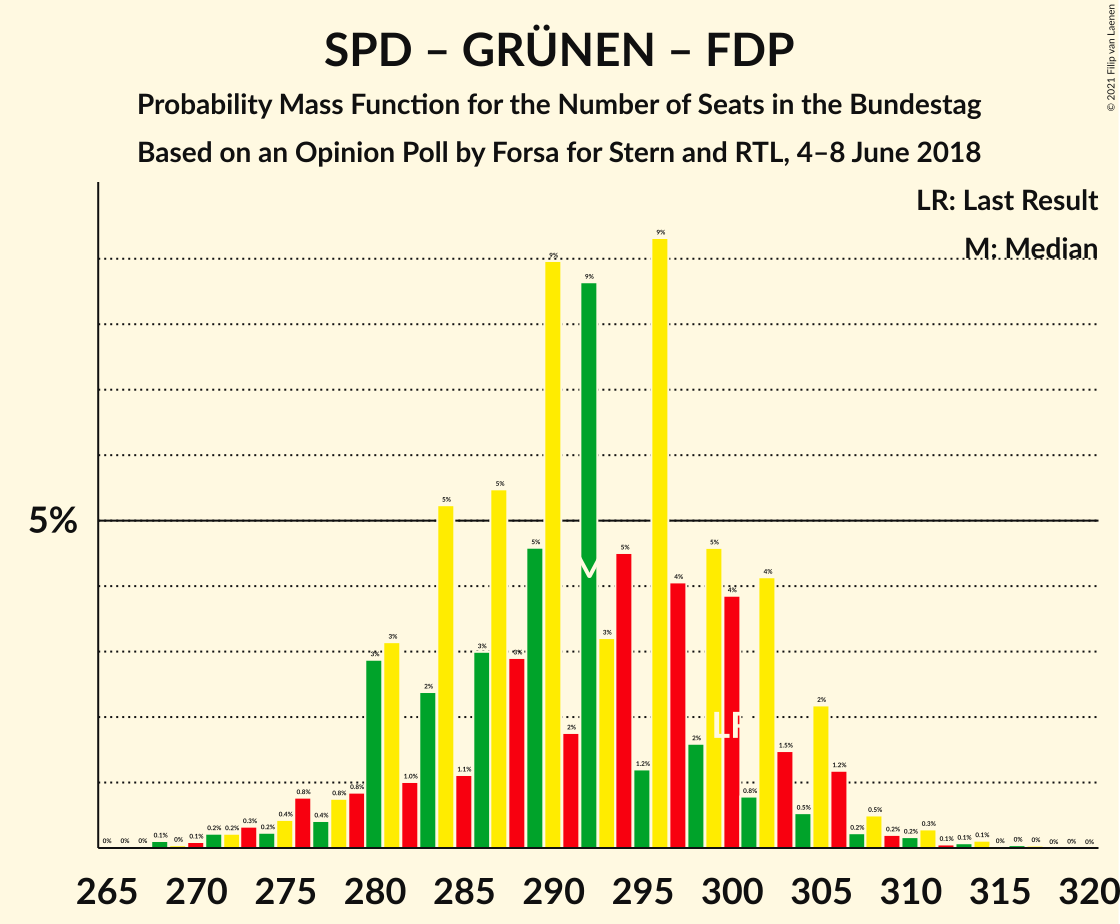 SPD – GRÜNEN – FDP
Probability Mass Function for the Number of Seats in the Bundestag
Based on an Opinion Poll by Forsa for Stern and RTL, 4–8 June 2018
© 2021 Filip van Laenen
LR: Last Result
M: Median
5%
0% 0% 0% 0.1% 0% 0.1% 0.2% 0.2% 0.3% 0.2% 0.4% 0.8% 0.4% 0.8% 0.8% 3% 3% 1.0% 2% 5% 1.1% 3% 5% 3% 5% 9% 2% 9% 3% 5% 1.2% 9% 4% 2% 5% 4% 0.8% 4% 1.5% 0.5% 2% 1.2% 0.2% 0.5% 0.2% 0.2% 0.3% 0.1% 0.1% 0.1% 0% 0% 0% 0% 0% 0%
M
LR
265 270 275 280 285 290 295 300 305 310 315 320